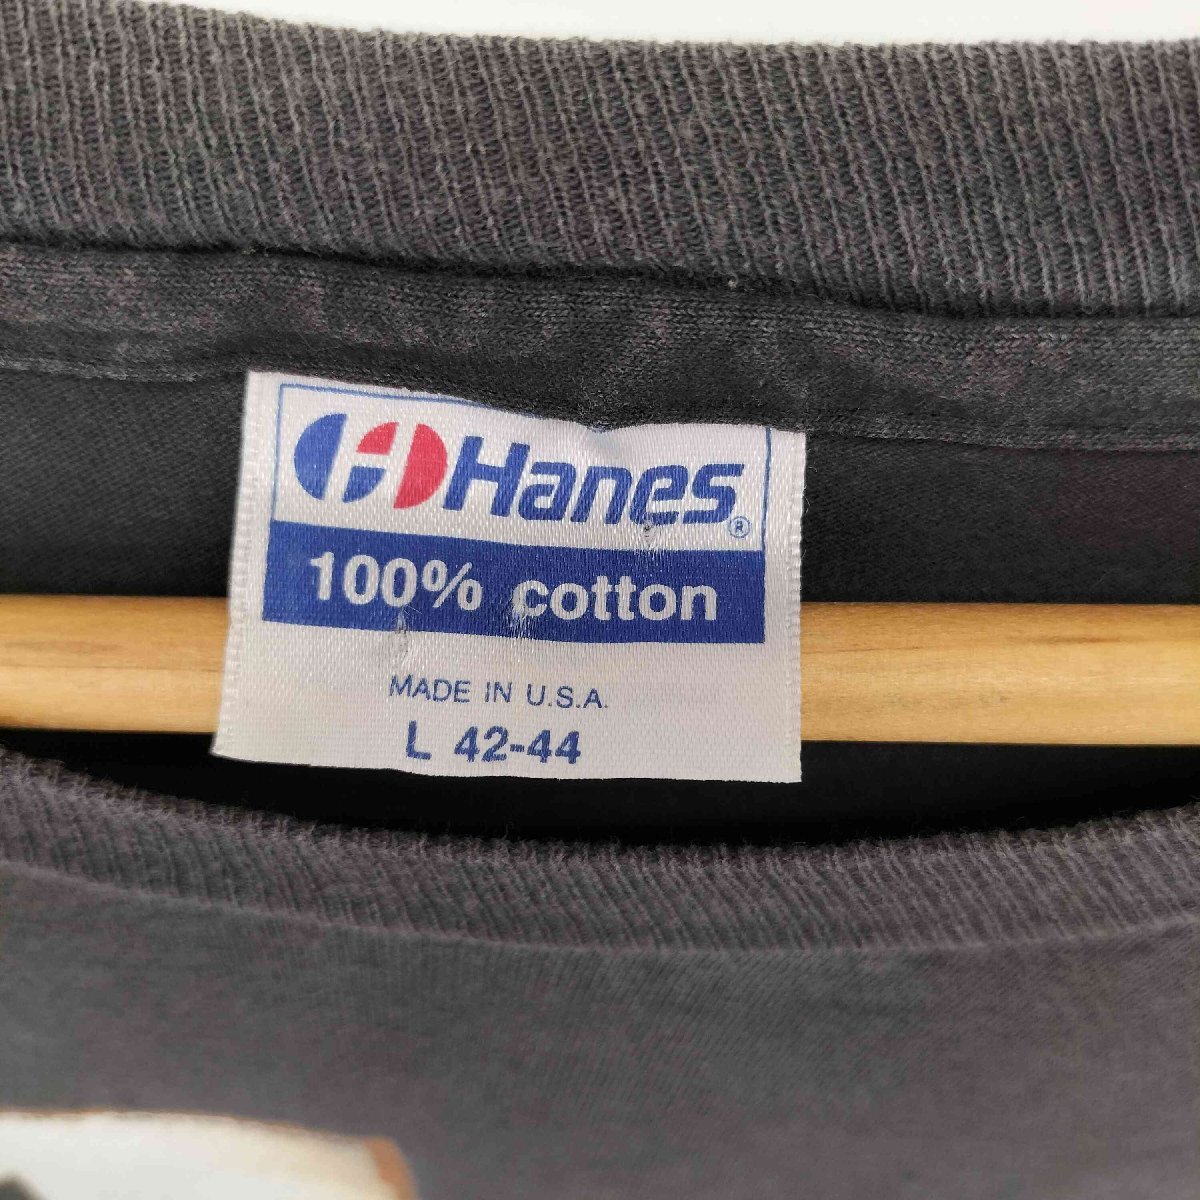 Hanes®
100% cotton
MADE IN U.S.A.
L 42-44